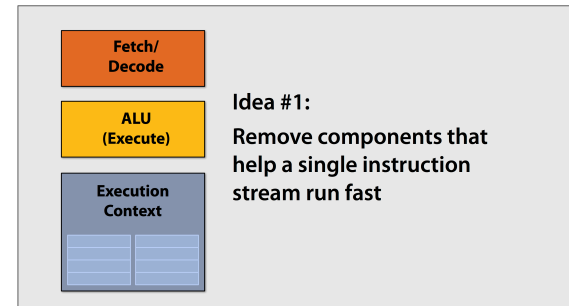 Fetch/
Decode
ALU
(Execute)
Execution
Context
Idea #1:
Remove components that
help a single instruction
stream run fast